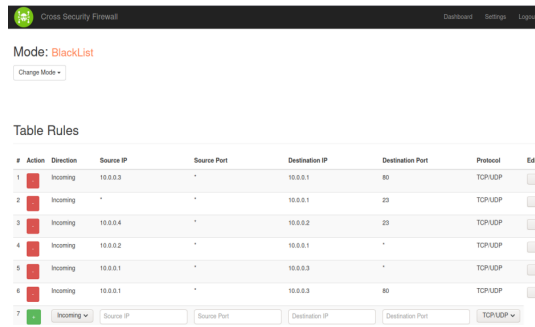 Cross Security Firewall Dashboard Settings Logou
Mode: BlackList
Change Mode
Table Rules
# Action Direction Source IP Source Port Destination IP Destination Port Protocol Ed
1 - Incoming 10.0.0.3 * 10.0.0.1 80 TCP/UDP
2 - Incoming * * 10.0.0.1 23 TCP/UDP
3 - Incoming 10.0.0.4 * 10.0.0.2 23 TCP/UDP
4 - Incoming 10.0.0.2 * 10.0.0.1 * TCP/UDP
5 - Incoming 10.0.0.1 * 10.0.0.3 * TCP/UDP
6 - Incoming 10.0.0.1 * 10.0.0.3 80 TCP/UDP
7 + Incoming Source IP Source Port Destination IP Destination Port TCP/UDP